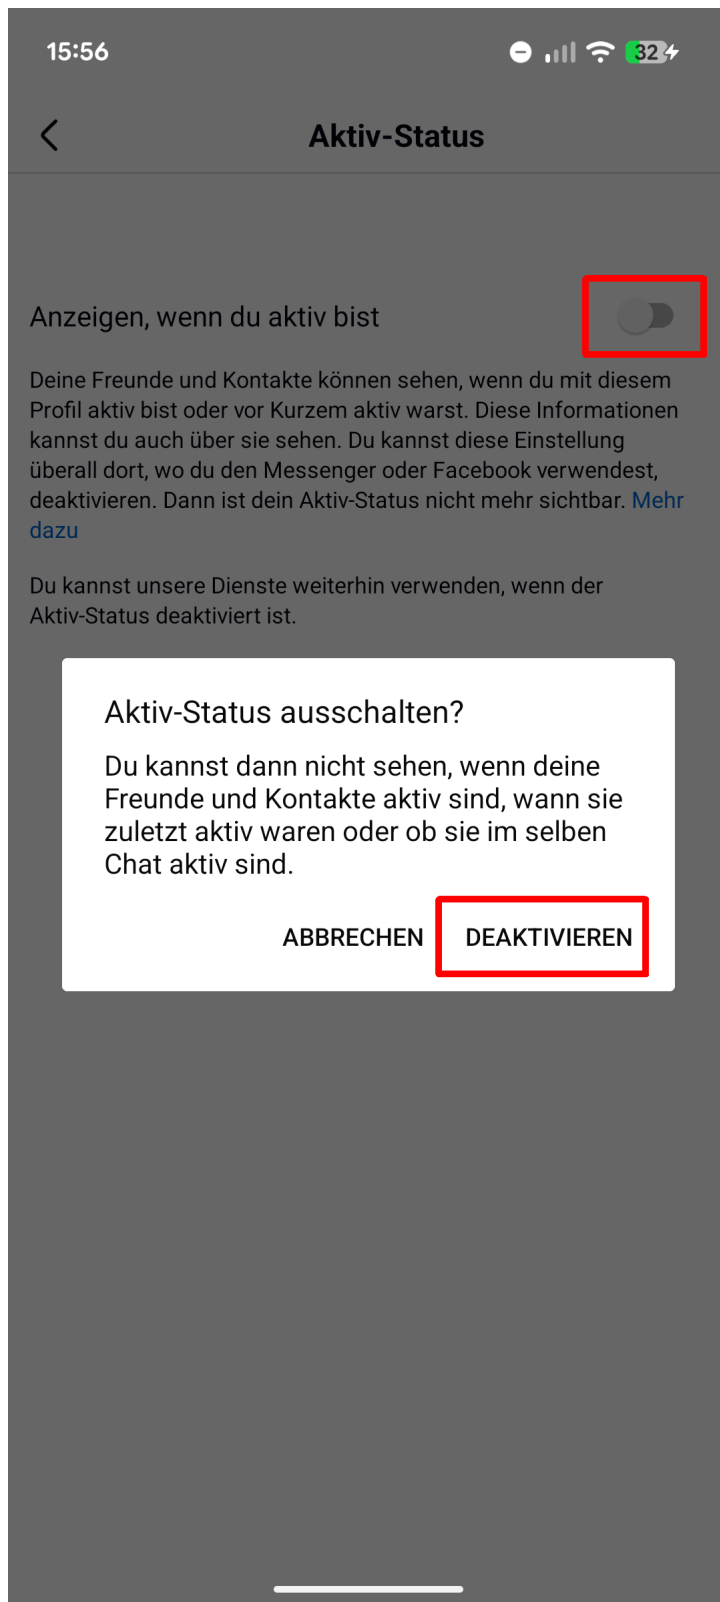 15:56
32
Aktiv-Status
Anzeigen, wenn du aktiv bist
Deine Freunde und Kontakte können sehen, wenn du mit diesem
Profil aktiv bist oder vor Kurzem aktiv warst. Diese Informationen
kannst du auch über sie sehen. Du kannst diese Einstellung
überall dort, wo du den Messenger oder Facebook verwendest,
deaktivieren. Dann ist dein Aktiv-Status nicht mehr sichtbar. Mehr
dazu
Du kannst unsere Dienste weiterhin verwenden, wenn der
Aktiv-Status deaktiviert ist.
Aktiv-Status ausschalten?
Du kannst dann nicht sehen, wenn deine
Freunde und Kontakte aktiv sind, wann sie
zuletzt aktiv waren oder ob sie im selben
Chat aktiv sind.
ABBRECHEN DEAKTIVIEREN